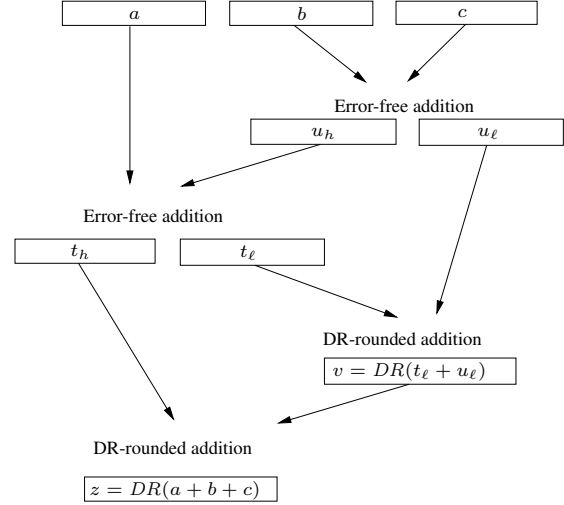 a b c
Error-free addition
u_h u_ℓ
Error-free addition
t_h t_ℓ
DR-rounded addition
v = DR(t_ℓ + u_ℓ)
DR-rounded addition
z = DR(a + b + c)